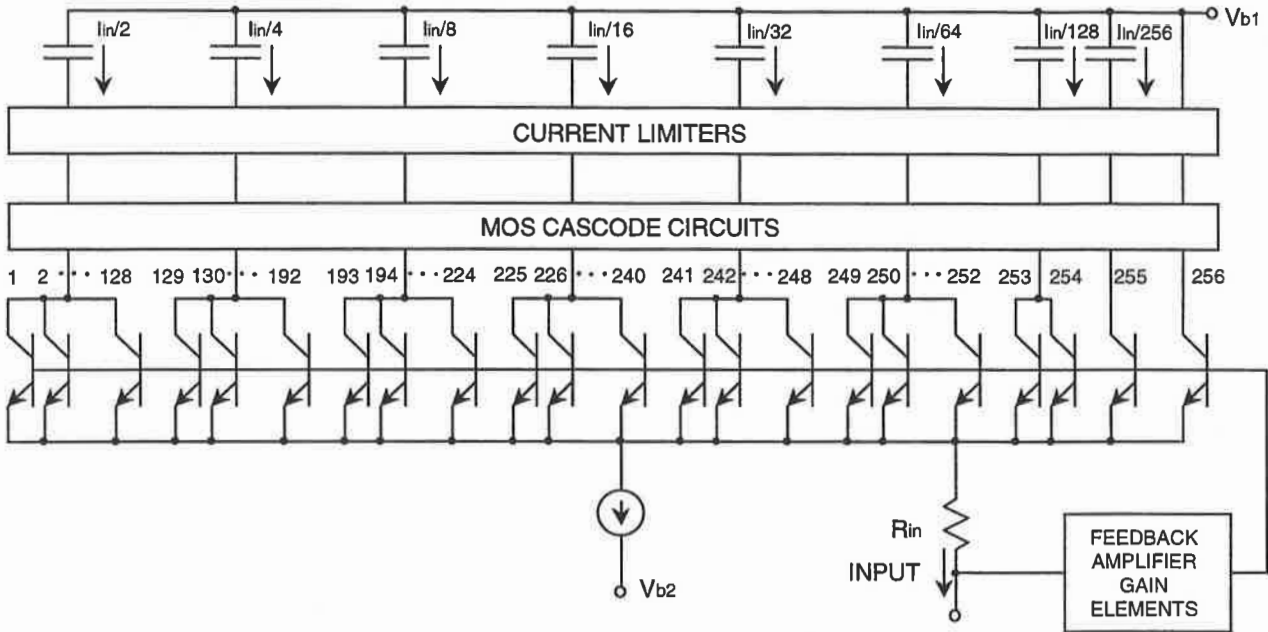 Iin/2 Iin/4 Iin/8 Iin/16 Iin/32 Iin/64 Iin/128 Iin/256 Vb1
CURRENT LIMITERS
MOS CASCODE CIRCUITS
1 2 · · · · 128 129 130 · · · 192 193 194 · · · 224 225 226 · · · 240 241 242 · · · 248 249 250 · · · 252 253 254 255 256
Rin
INPUT
Vb2
FEEDBACK
AMPLIFIER
GAIN
ELEMENTS